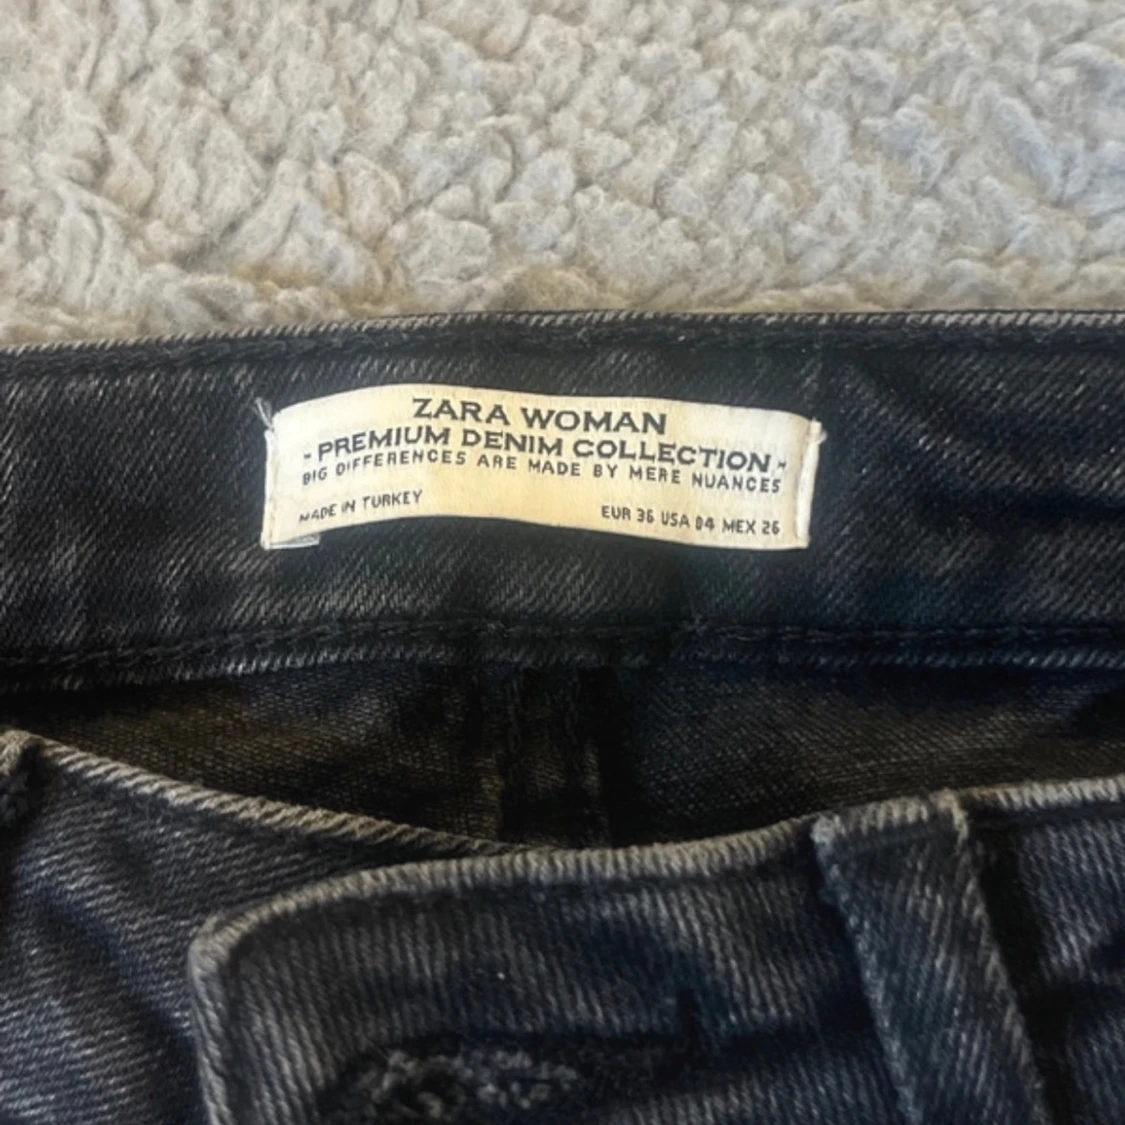 ZARA WOMAN
- PREMIUM DENIM COLLECTION -
BIG DIFFERENCES ARE MADE BY MERE NUANCES
MADE IN TURKEY
EUR 36 USA 04 MEX 26